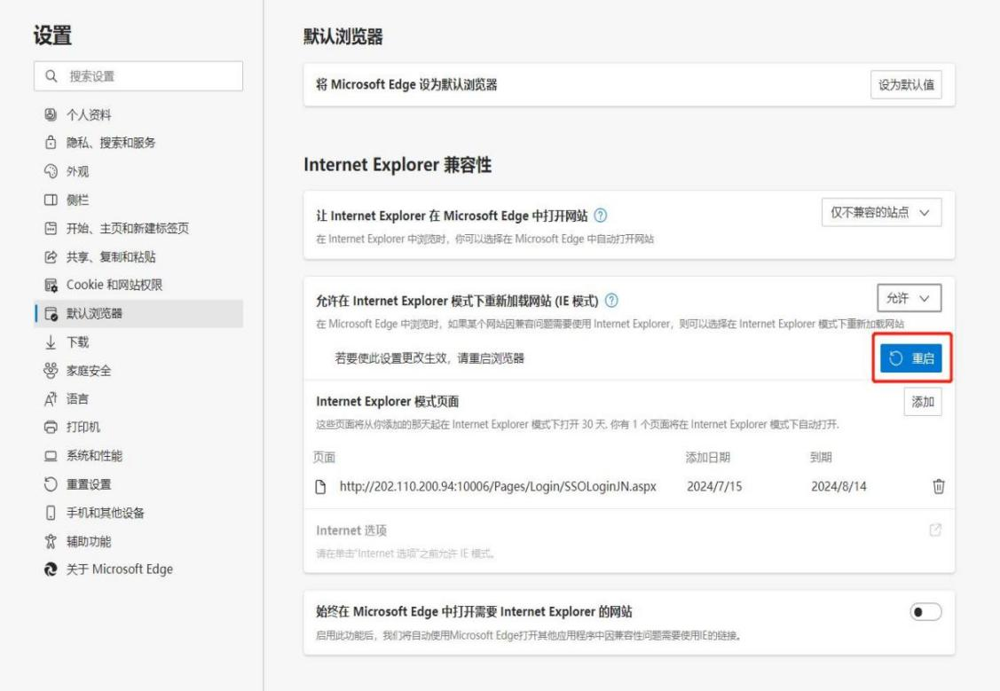 设置
搜索设置
个人资料
隐私、搜索和服务
外观
侧栏
开始、主页和新建标签页
共享、复制和粘贴
Cookie 和网站权限
默认浏览器
下载
家庭安全
语言
打印机
系统和性能
重置设置
手机和其他设备
辅助功能
关于 Microsoft Edge
默认浏览器
将 Microsoft Edge 设为默认浏览器
设为默认值
Internet Explorer 兼容性
让 Internet Explorer 在 Microsoft Edge 中打开网站
仅不兼容的站点
在 Internet Explorer 中浏览时，你可以选择在 Microsoft Edge 中自动打开网站
允许在 Internet Explorer 模式下重新加载网站 (IE 模式)
允许
在 Microsoft Edge 中浏览时，如果某个网站因兼容问题需要使用 Internet Explorer，则可以选择在 Internet Explorer 模式下重新加载网站
若要使此设置更改生效，请重启浏览器
重启
Internet Explorer 模式页面
添加
这些页面将从你添加的那天起在 Internet Explorer 模式下打开 30 天. 你有 1 个页面将在 Internet Explorer 模式下自动打开.
页面 添加日期 到期
http://202.110.200.94:10006/Pages/Login/SSOLoginJN.aspx 2024/7/15 2024/8/14
Internet 选项
请在单击“Internet 选项”之前允许 IE 模式。
始终在 Microsoft Edge 中打开需要 Internet Explorer 的网站
启用此功能后，我们将自动使用Microsoft Edge打开其他应用程序中因兼容性问题需要使用IE的链接。